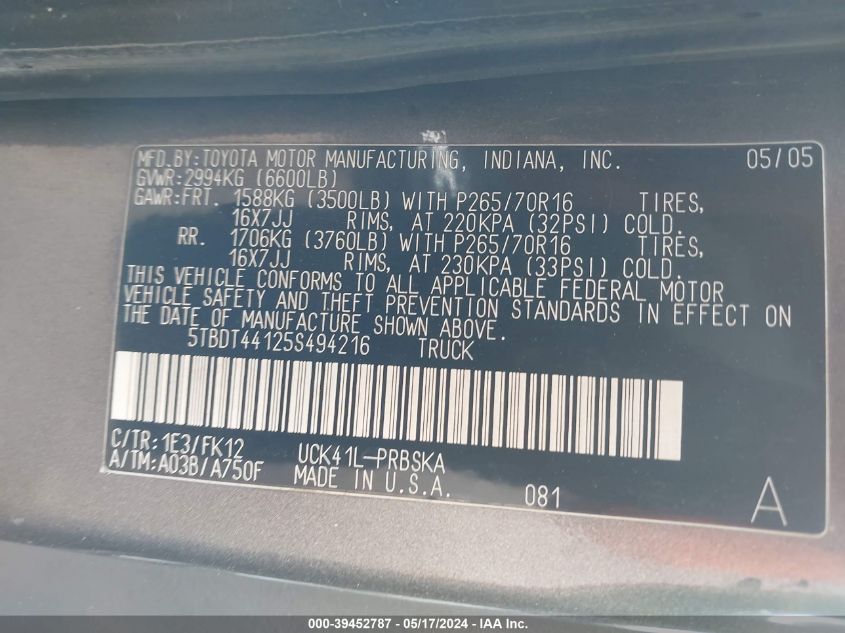 MFD.BY:TOYOTA MOTOR MANUFACTURING, INDIANA, INC. 05/05
GVWR:2994KG (6600LB)
GAWR:FRT. 1588KG (3500LB) WITH P265/70R16 TIRES,
16X7JJ RIMS, AT 220KPA (32PSI) COLD.
RR. 1706KG (3760LB) WITH P265/70R16 TIRES,
16X7JJ RIMS, AT 230KPA (33PSI) COLD.
THIS VEHICLE CONFORMS TO ALL APPLICABLE FEDERAL MOTOR
VEHICLE SAFETY AND THEFT PREVENTION STANDARDS IN EFFECT ON
THE DATE OF MANUFACTURE SHOWN ABOVE.
5TBDT44125S494216 TRUCK
C/TR:1E3/FK12 UCK41L-PRBSKA
A/TM:A03B/A750F MADE IN U.S.A. 081 A
000-39452787 - 05/17/2024 - IAA Inc.